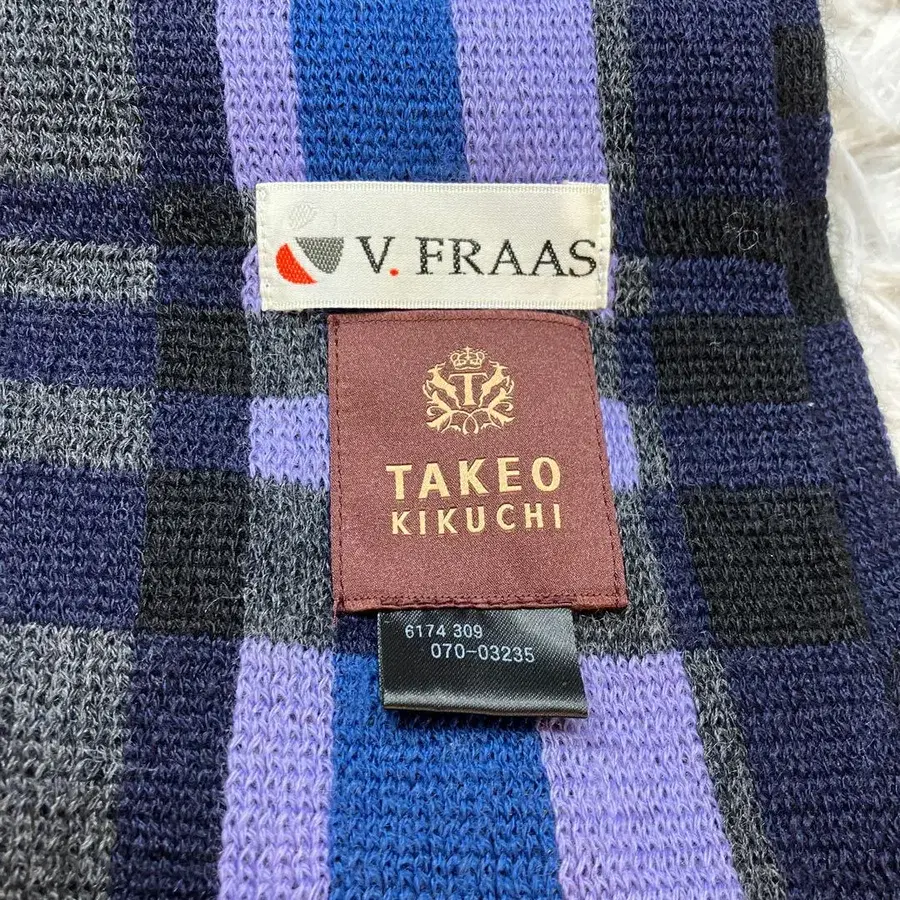 V. FRAAS
T
TAKEO
KIKUCHI
6174 309
070-03235